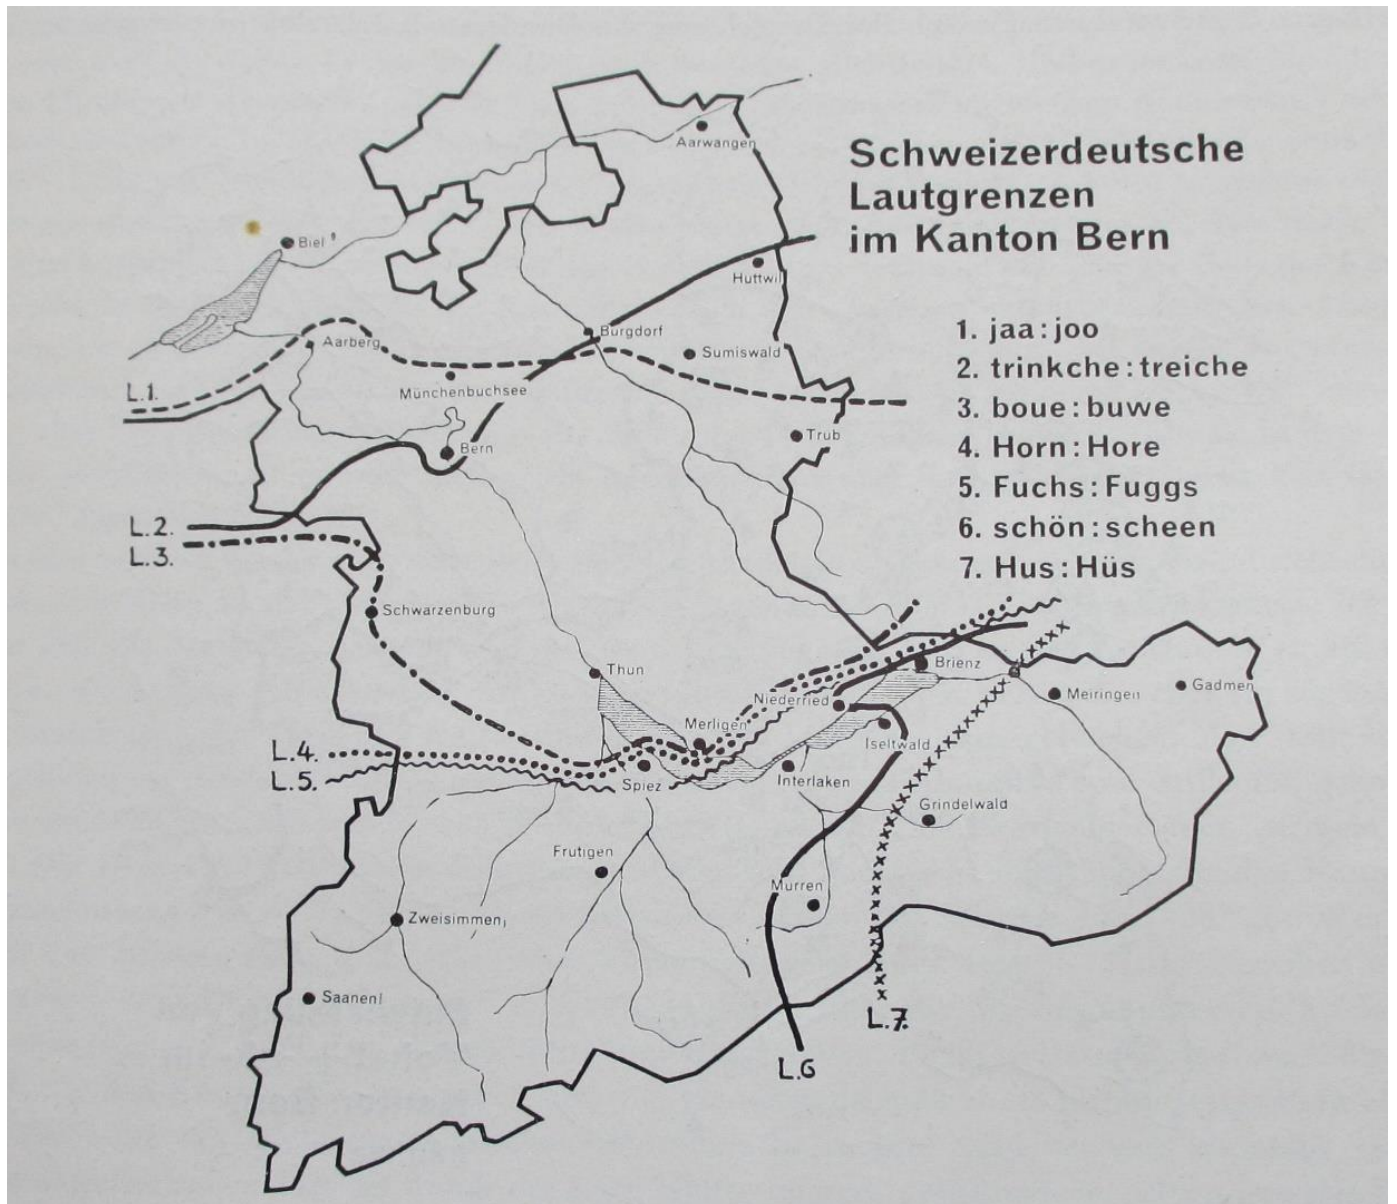 Schweizerdeutsche
Lautgrenzen
im Kanton Bern
1. jaa : joo
2. trinkche : treiche
3. boue : buwe
4. Horn : Hore
5. Fuchs : Fuggs
6. schön : scheen
7. Hus : Hüs
Aarwangen
Biel
Huttwil
Burgdorf
Aarberg
Sumiswald
L.1.
Münchenbuchsee
Trub
Bern
L.2.
L.3.
Schwarzenburg
Thun
Brienz
Gadmen
Meiringen
Niederried
Merligen
Iseltwald
L.4.
L.5.
Spiez
Interlaken
Grindelwald
Frutigen
Murren
Zweisimmen
Saanen
L.7.
L.6